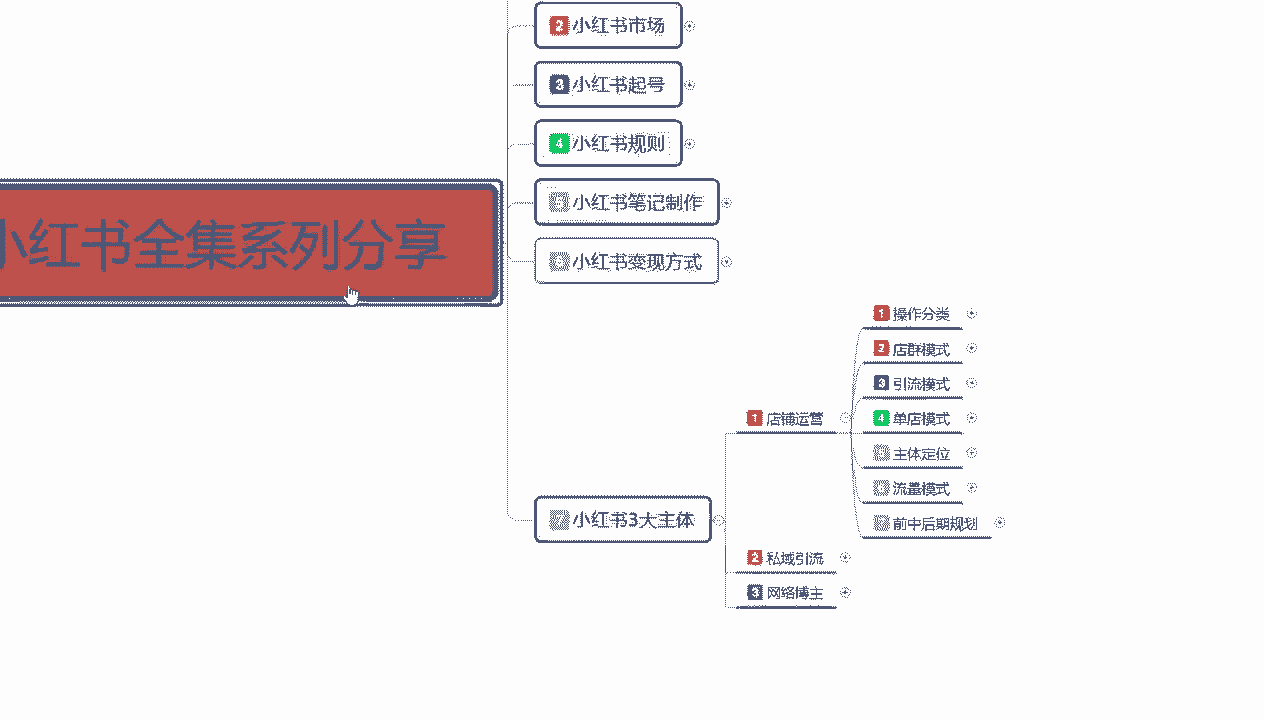 2 小红书市场
3 小红书起号
4 小红书规则
小红书笔记制作
小红书全集系列分享
小红书变现方式
1 操作分类
2 店群模式
3 引流模式
1 店铺运营
4 单店模式
主体定位
流量模式
7 小红书3大主体
7 前中后期规划
2 私域引流
3 网络博主